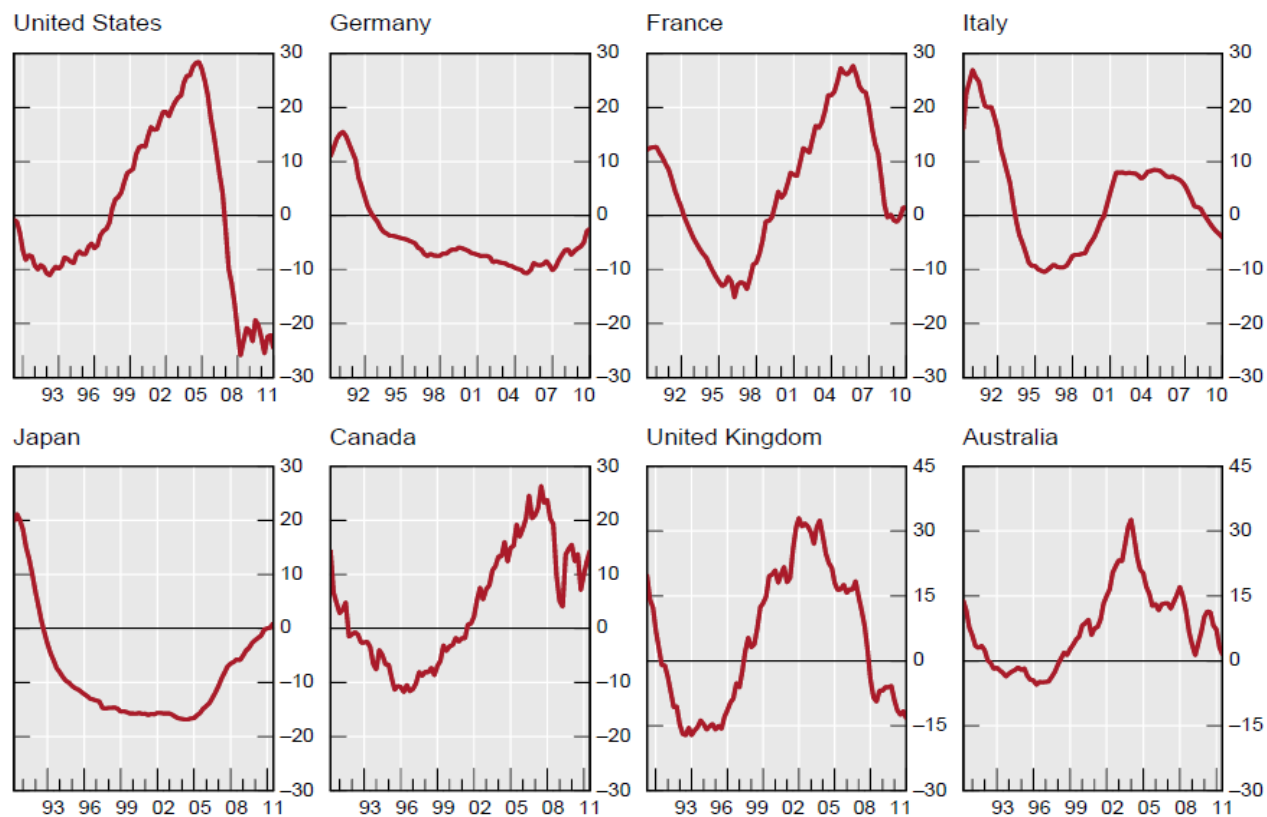 United States Germany France Italy
30 30 30 30
20 20 20 20
10 10 10 10
0 0 0 0
–10 –10 –10 –10
–20 –20 –20 –20
–30 –30 –30 –30
93 96 99 02 05 08 11 92 95 98 01 04 07 10 92 95 98 01 04 07 10 92 95 98 01 04 07 10
Japan Canada United Kingdom Australia
30 30 45 45
20 20 30 30
10 10 15 15
0 0 0 0
–10 –10 –15 –15
–20 –20 –30 –30
–30 –30
93 96 99 02 05 08 11 93 96 99 02 05 08 11 93 96 99 02 05 08 11 93 96 99 02 05 08 11